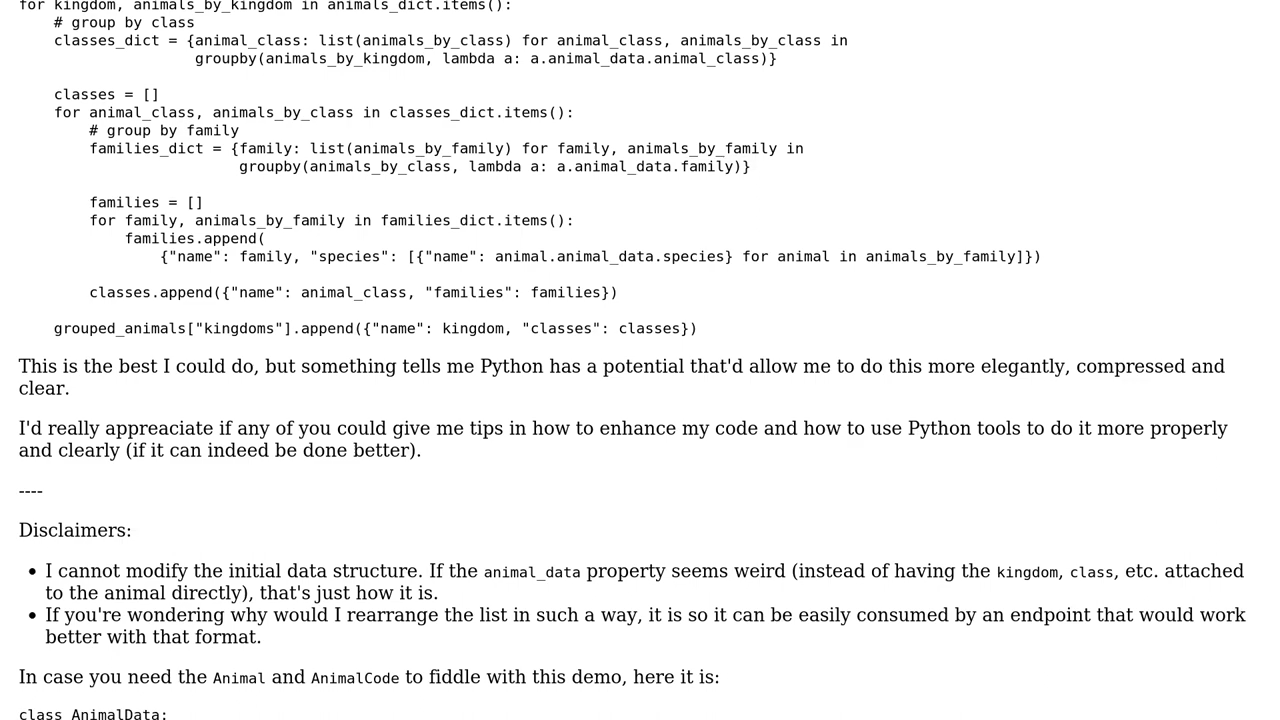 for kingdom, animals_by_kingdom in animals_dict.items():
    # group by class
    classes_dict = {animal_class: list(animals_by_class) for animal_class, animals_by_class in
                    groupby(animals_by_kingdom, lambda a: a.animal_data.animal_class)}

    classes = []
    for animal_class, animals_by_class in classes_dict.items():
        # group by family
        families_dict = {family: list(animals_by_family) for family, animals_by_family in
                         groupby(animals_by_class, lambda a: a.animal_data.family)}

        families = []
        for family, animals_by_family in families_dict.items():
            families.append(
                {"name": family, "species": [{"name": animal.animal_data.species} for animal in animals_by_family]})

        classes.append({"name": animal_class, "families": families})

    grouped_animals["kingdoms"].append({"name": kingdom, "classes": classes})

This is the best I could do, but something tells me Python has a potential that'd allow me to do this more elegantly, compressed and
clear.

I'd really appreaciate if any of you could give me tips in how to enhance my code and how to use Python tools to do it more properly
and clearly (if it can indeed be done better).

----

Disclaimers:

• I cannot modify the initial data structure. If the animal_data property seems weird (instead of having the kingdom, class, etc. attached
to the animal directly), that's just how it is.
• If you're wondering why would I rearrange the list in such a way, it is so it can be easily consumed by an endpoint that would work
better with that format.

In case you need the Animal and AnimalCode to fiddle with this demo, here it is:

class AnimalData: